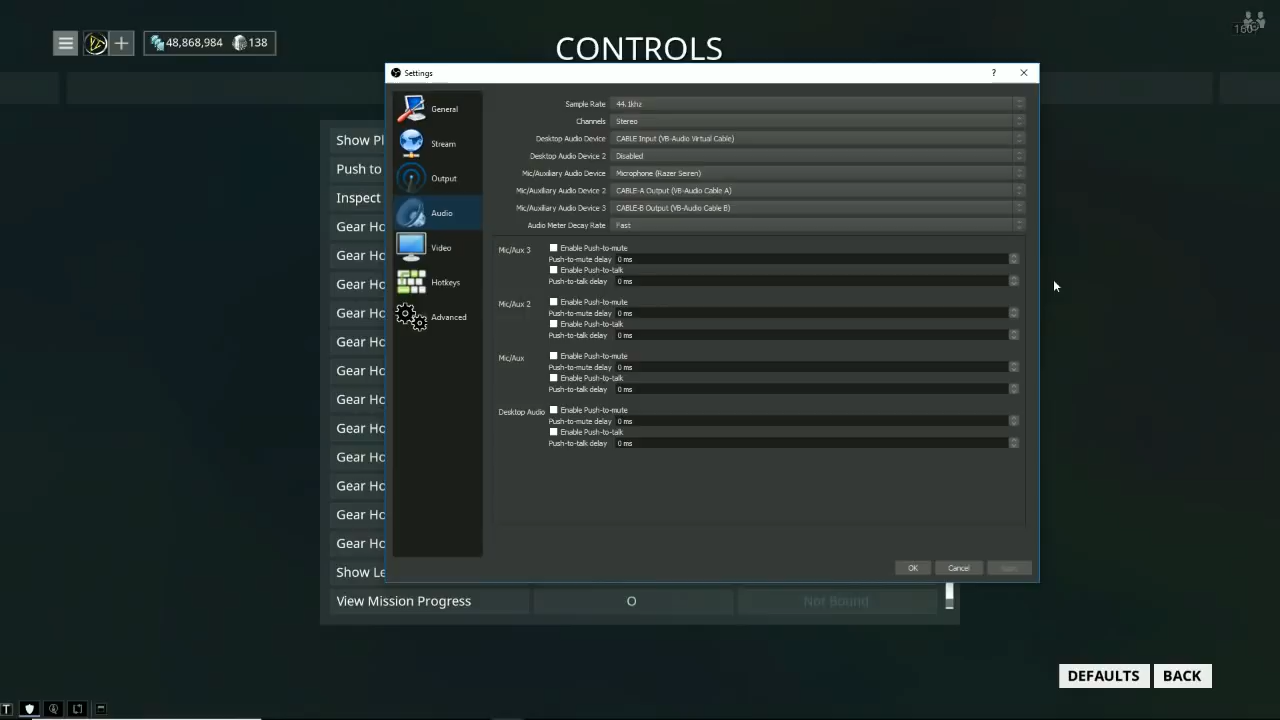 48,868,984 138
CONTROLS
160
Settings
?
General
Stream
Output
Audio
Video
Hotkeys
Advanced
Sample Rate 44.1khz
Channels Stereo
Desktop Audio Device CABLE Input (VB-Audio Virtual Cable)
Desktop Audio Device 2 Disabled
Mic/Auxiliary Audio Device Microphone (Razer Seiren)
Mic/Auxiliary Audio Device 2 CABLE-A Output (VB-Audio Cable A)
Mic/Auxiliary Audio Device 3 CABLE-B Output (VB-Audio Cable B)
Audio Meter Decay Rate Fast
Mic/Aux 3
Enable Push-to-mute
Push-to-mute delay 0 ms
Enable Push-to-talk
Push-to-talk delay 0 ms
Mic/Aux 2
Enable Push-to-mute
Push-to-mute delay 0 ms
Enable Push-to-talk
Push-to-talk delay 0 ms
Mic/Aux
Enable Push-to-mute
Push-to-mute delay 0 ms
Enable Push-to-talk
Push-to-talk delay 0 ms
Desktop Audio
Enable Push-to-mute
Push-to-mute delay 0 ms
Enable Push-to-talk
Push-to-talk delay 0 ms
OK Cancel Apply
Show Pl
Push to
Inspect
Gear Ho
Gear Ho
Gear Ho
Gear Ho
Gear Ho
Gear Ho
Gear Ho
Gear Ho
Gear Ho
Gear Ho
Gear Ho
Gear Ho
Show Le
View Mission Progress O Not Bound
DEFAULTS BACK